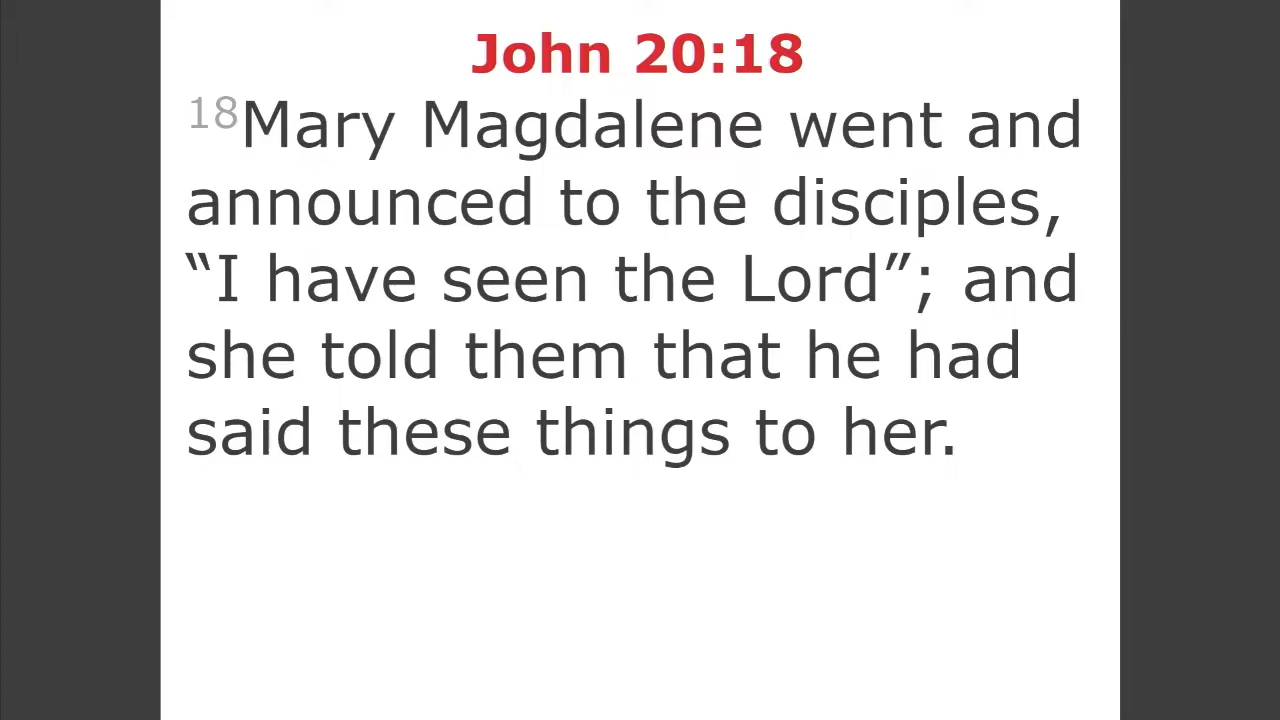 John 20:18
18Mary Magdalene went and
announced to the disciples,
“I have seen the Lord”; and
she told them that he had
said these things to her.